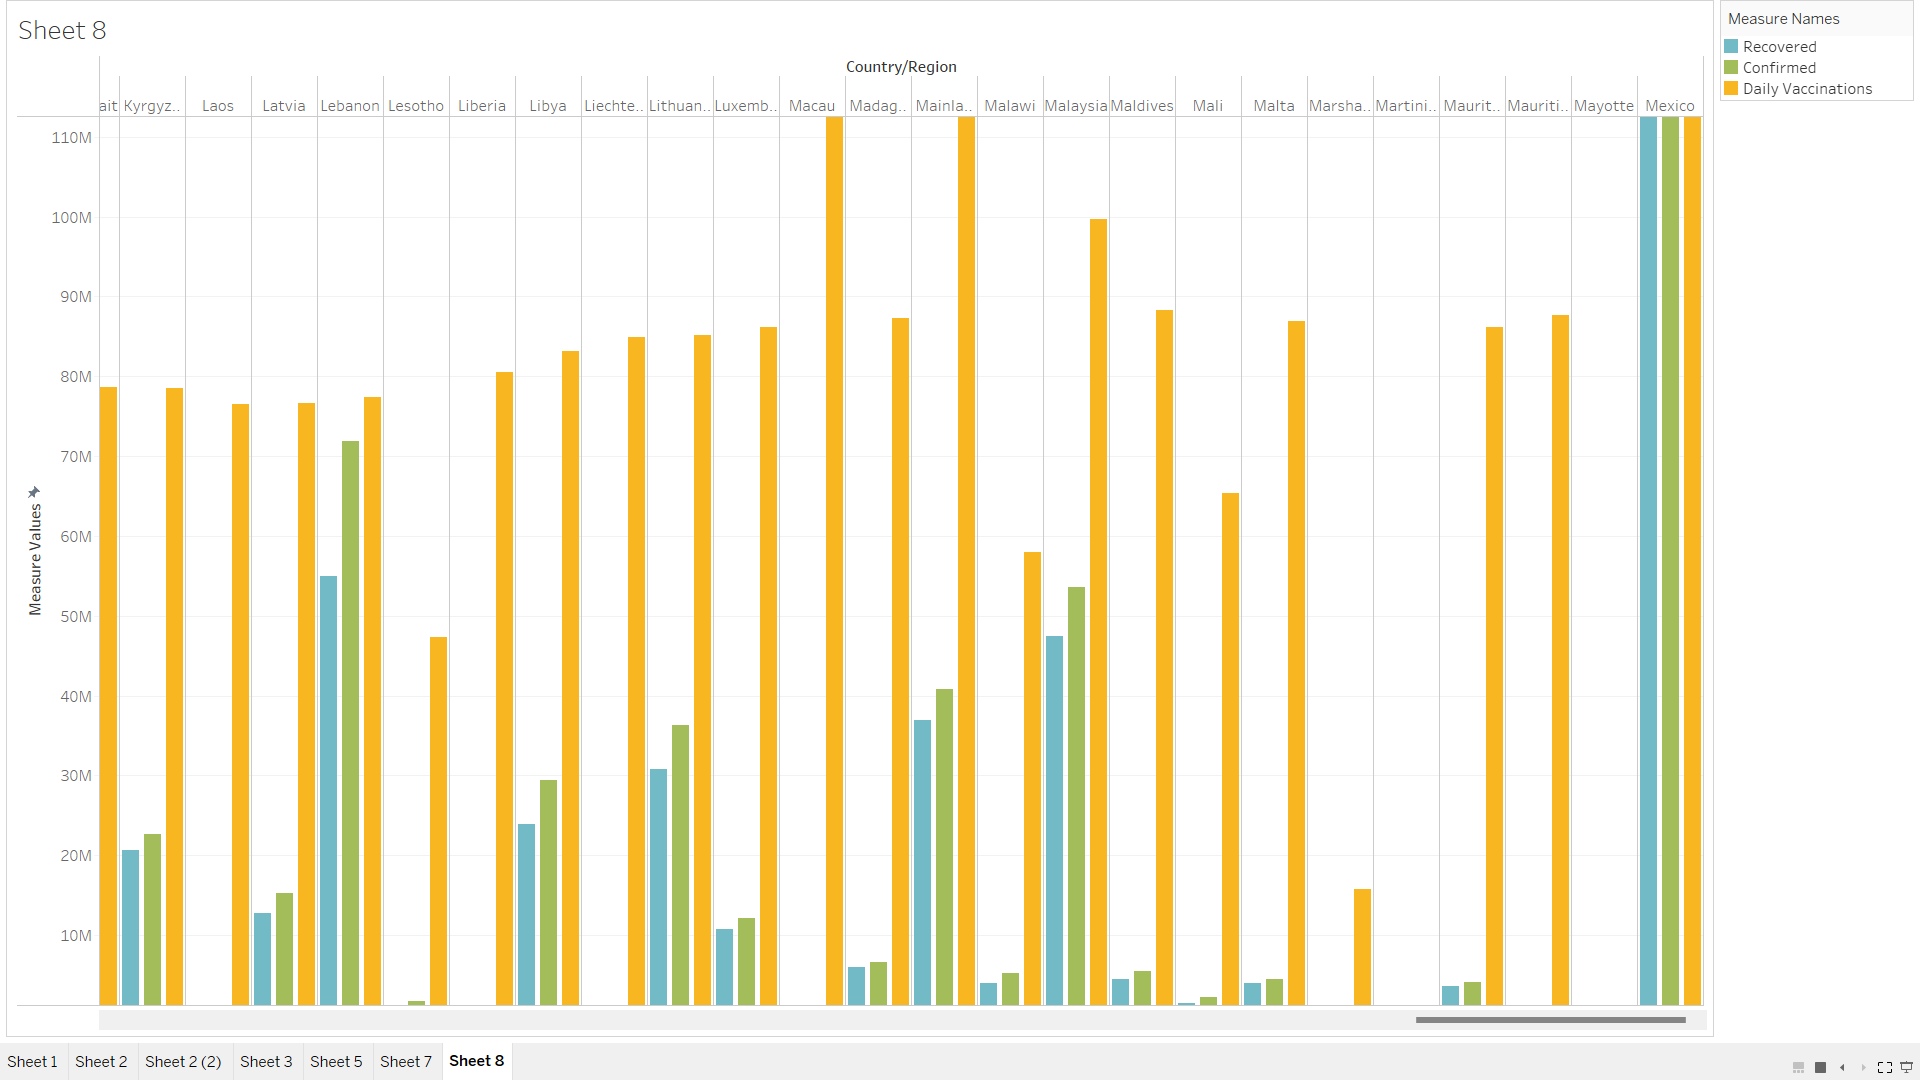 Sheet 8
Country/Region
ait Kyrgyz.. Laos Latvia Lebanon Lesotho Liberia Libya Liechte.. Lithuan.. Luxemb.. Macau Madag.. Mainla.. Malawi Malaysia Maldives Mali Malta Marsha.. Martini.. Maurit.. Mauriti.. Mayotte Mexico
110M
100M
90M
80M
70M
60M
50M
40M
30M
20M
10M
Measure Values
Measure Names
Recovered
Confirmed
Daily Vaccinations
Sheet 1 Sheet 2 Sheet 2 (2) Sheet 3 Sheet 5 Sheet 7 Sheet 8